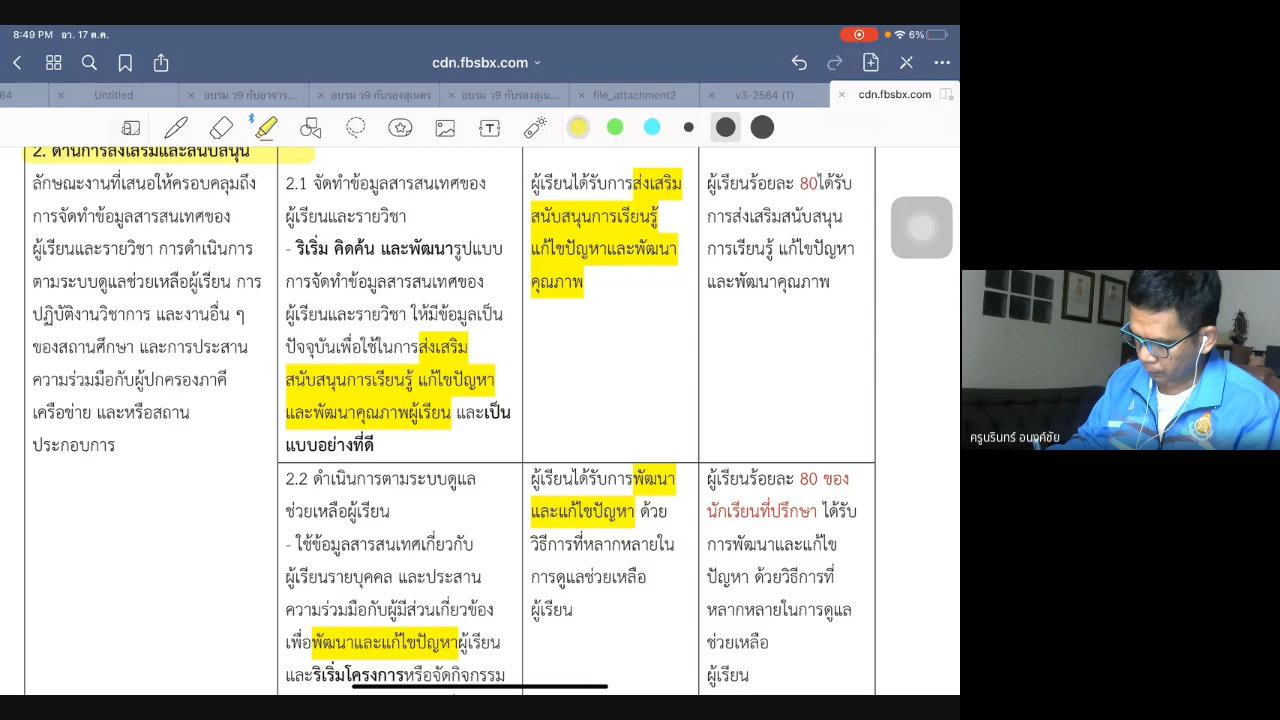 8:49 PM อา. 17 ต.ค.
6%
cdn.fbsbx.com
64
Untitled
อบรม ว9 กับอาจาร...
อบรม ว9 กับรองสุเนตร
อบรม ว9 กับรองสุเน...
file_attachment2
v3-2564 (1)
cdn.fbsbx.com
2. ด้านการส่งเสริมและสนับสนุน
ลักษณะงานที่เสนอให้ครอบคลุมถึง
การจัดทำข้อมูลสารสนเทศของ
ผู้เรียนและรายวิชา การดำเนินการ
ตามระบบดูแลช่วยเหลือผู้เรียน การ
ปฏิบัติงานวิชาการ และงานอื่น ๆ
ของสถานศึกษา และการประสาน
ความร่วมมือกับผู้ปกครองภาคี
เครือข่าย และหรือสถาน
ประกอบการ
2.1 จัดทำข้อมูลสารสนเทศของ
ผู้เรียนและรายวิชา
- ริเริ่ม คิดค้น และพัฒนารูปแบบ
การจัดทำข้อมูลสารสนเทศของ
ผู้เรียนและรายวิชา ให้มีข้อมูลเป็น
ปัจจุบันเพื่อใช้ในการส่งเสริม
สนับสนุนการเรียนรู้ แก้ไขปัญหา
และพัฒนาคุณภาพผู้เรียน และเป็น
แบบอย่างที่ดี
ผู้เรียนได้รับการส่งเสริม
สนับสนุนการเรียนรู้
แก้ไขปัญหาและพัฒนา
คุณภาพ
ผู้เรียนร้อยละ 80ได้รับ
การส่งเสริมสนับสนุน
การเรียนรู้ แก้ไขปัญหา
และพัฒนาคุณภาพ
2.2 ดำเนินการตามระบบดูแล
ช่วยเหลือผู้เรียน
- ใช้ข้อมูลสารสนเทศเกี่ยวกับ
ผู้เรียนรายบุคคล และประสาน
ความร่วมมือกับผู้มีส่วนเกี่ยวข้อง
เพื่อพัฒนาและแก้ไขปัญหาผู้เรียน
และริเริ่มโครงการหรือจัดกิจกรรม
ผู้เรียนได้รับการพัฒนา
และแก้ไขปัญหา ด้วย
วิธีการที่หลากหลายใน
การดูแลช่วยเหลือ
ผู้เรียน
ผู้เรียนร้อยละ 80 ของ
นักเรียนที่ปรึกษา ได้รับ
การพัฒนาและแก้ไข
ปัญหา ด้วยวิธีการที่
หลากหลายในการดูแล
ช่วยเหลือ
ผู้เรียน
ครูนรินทร์ อนงค์ชัย